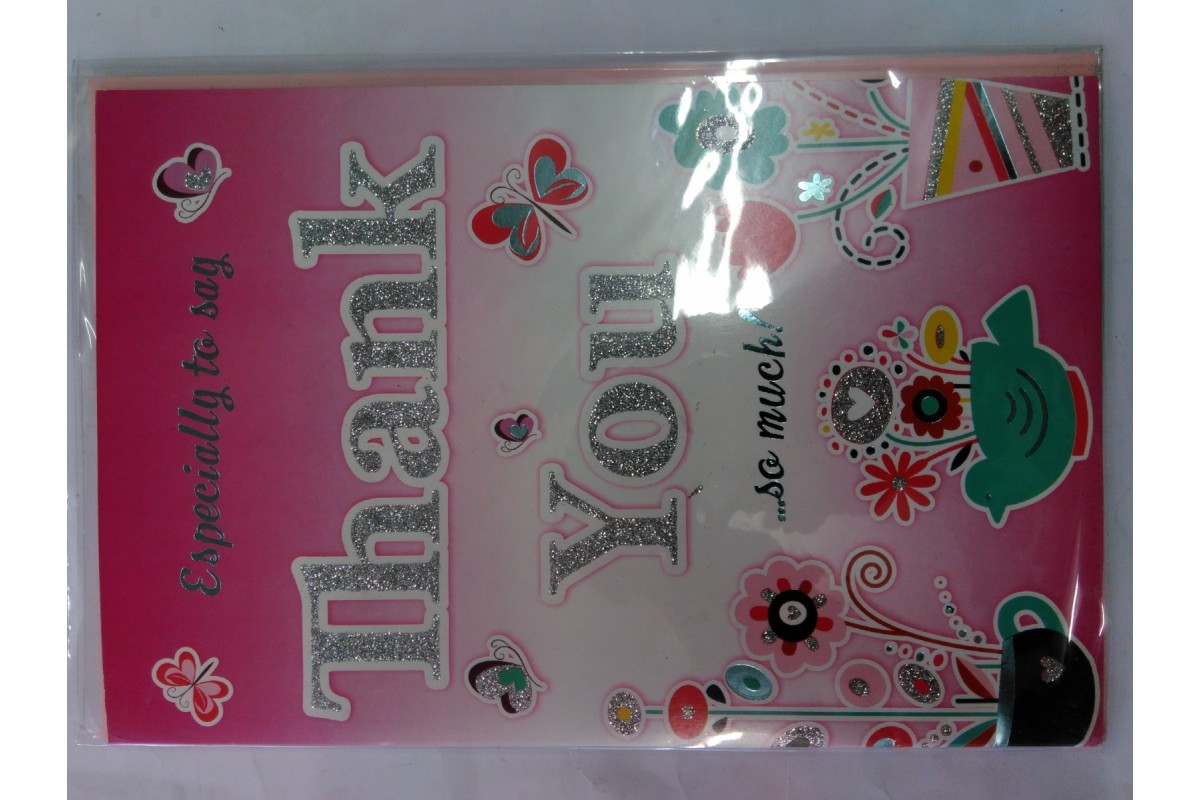 Especially to say
Thank
You
...so much!